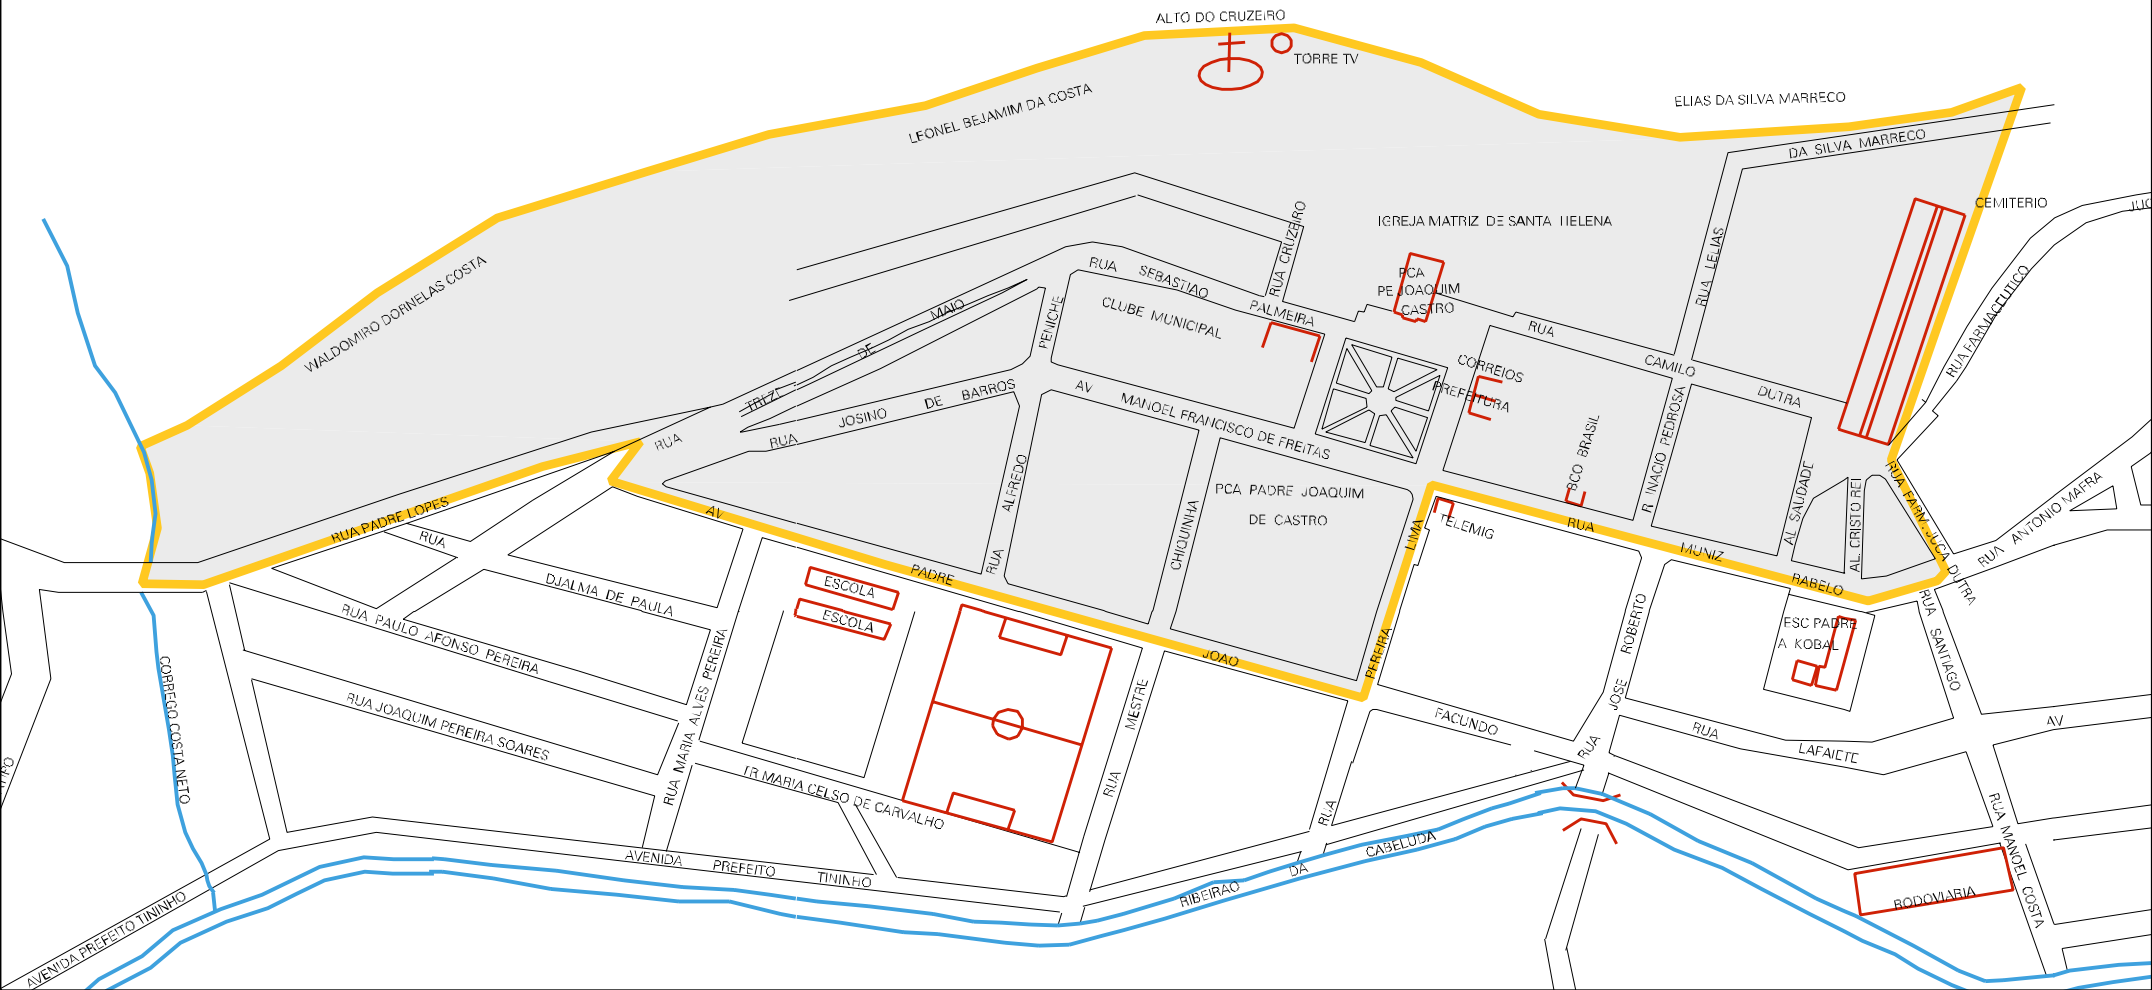 ALTO DO CRUZEIRO
TORRE TV
LEONEL BEJAMIM DA COSTA
ELIAS DA SILVA MARRECO
DA SILVA MARRECO
CEMITERIO
JUC
WALDOMIRO DORNELAS COSTA
RUA CRUZEIRO
IGREJA MATRIZ DE SANTA HELENA
RUA LELIAS
RUA SEBASTIAO PALMEIRA
PCA
PE JOAQUIM
CASTRO
CLUBE MUNICIPAL
PENICHE
RUA TREZE DE MAIO
RUA CAMILO DUTRA
RUA FARMACEUTICO
CORREIOS
PREFEITURA
RUA JOSINO DE BARROS
AV MANOEL FRANCISCO DE FREITAS
BCO BRASIL
R INACIO PEDROSA
AL SAUDADE
AL CRISTO REI
RUA FARM. JUCA DUTRA
RUA ANTONIO MAFRA
RUA ALFREDO
CHIQUINHA
PCA PADRE JOAQUIM
DE CASTRO
RUA PADRE LOPES
RUA DJALMA DE PAULA
AV PADRE JOAO
TELEMIG
RUA MUNIZ RABELO
RUA PEREIRA LIMA
ESCOLA
ESCOLA
RUA PAULO AFONSO PEREIRA
RUA JOAQUIM PEREIRA SOARES
RUA MARIA ALVES PEREIRA
CORREGO COSTA NETO
RUA MESTRE
RUA JOSE ROBERTO
ESC PADRE
A KOBAL
RUA SANTIAGO
FACUNDO
RUA LAFAIETE
AV
TR MARIA CELSO DE CARVALHO
AVENIDA PREFEITO TININHO
RIBEIRAO DA CABELUDA
RUA MANOEL COSTA
RODOVIARIA
AVENIDA PREFEITO TININHO